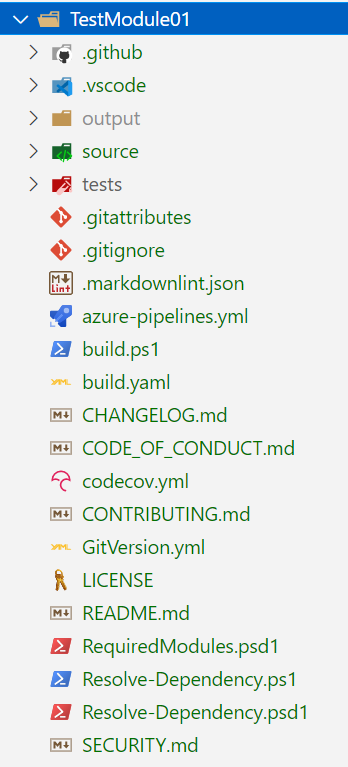 TestModule01
.github
.vscode
output
source
tests
.gitattributes
.gitignore
.markdownlint.json
azure-pipelines.yml
build.ps1
build.yaml
CHANGELOG.md
CODE_OF_CONDUCT.md
codecov.yml
CONTRIBUTING.md
GitVersion.yml
LICENSE
README.md
RequiredModules.psd1
Resolve-Dependency.ps1
Resolve-Dependency.psd1
SECURITY.md